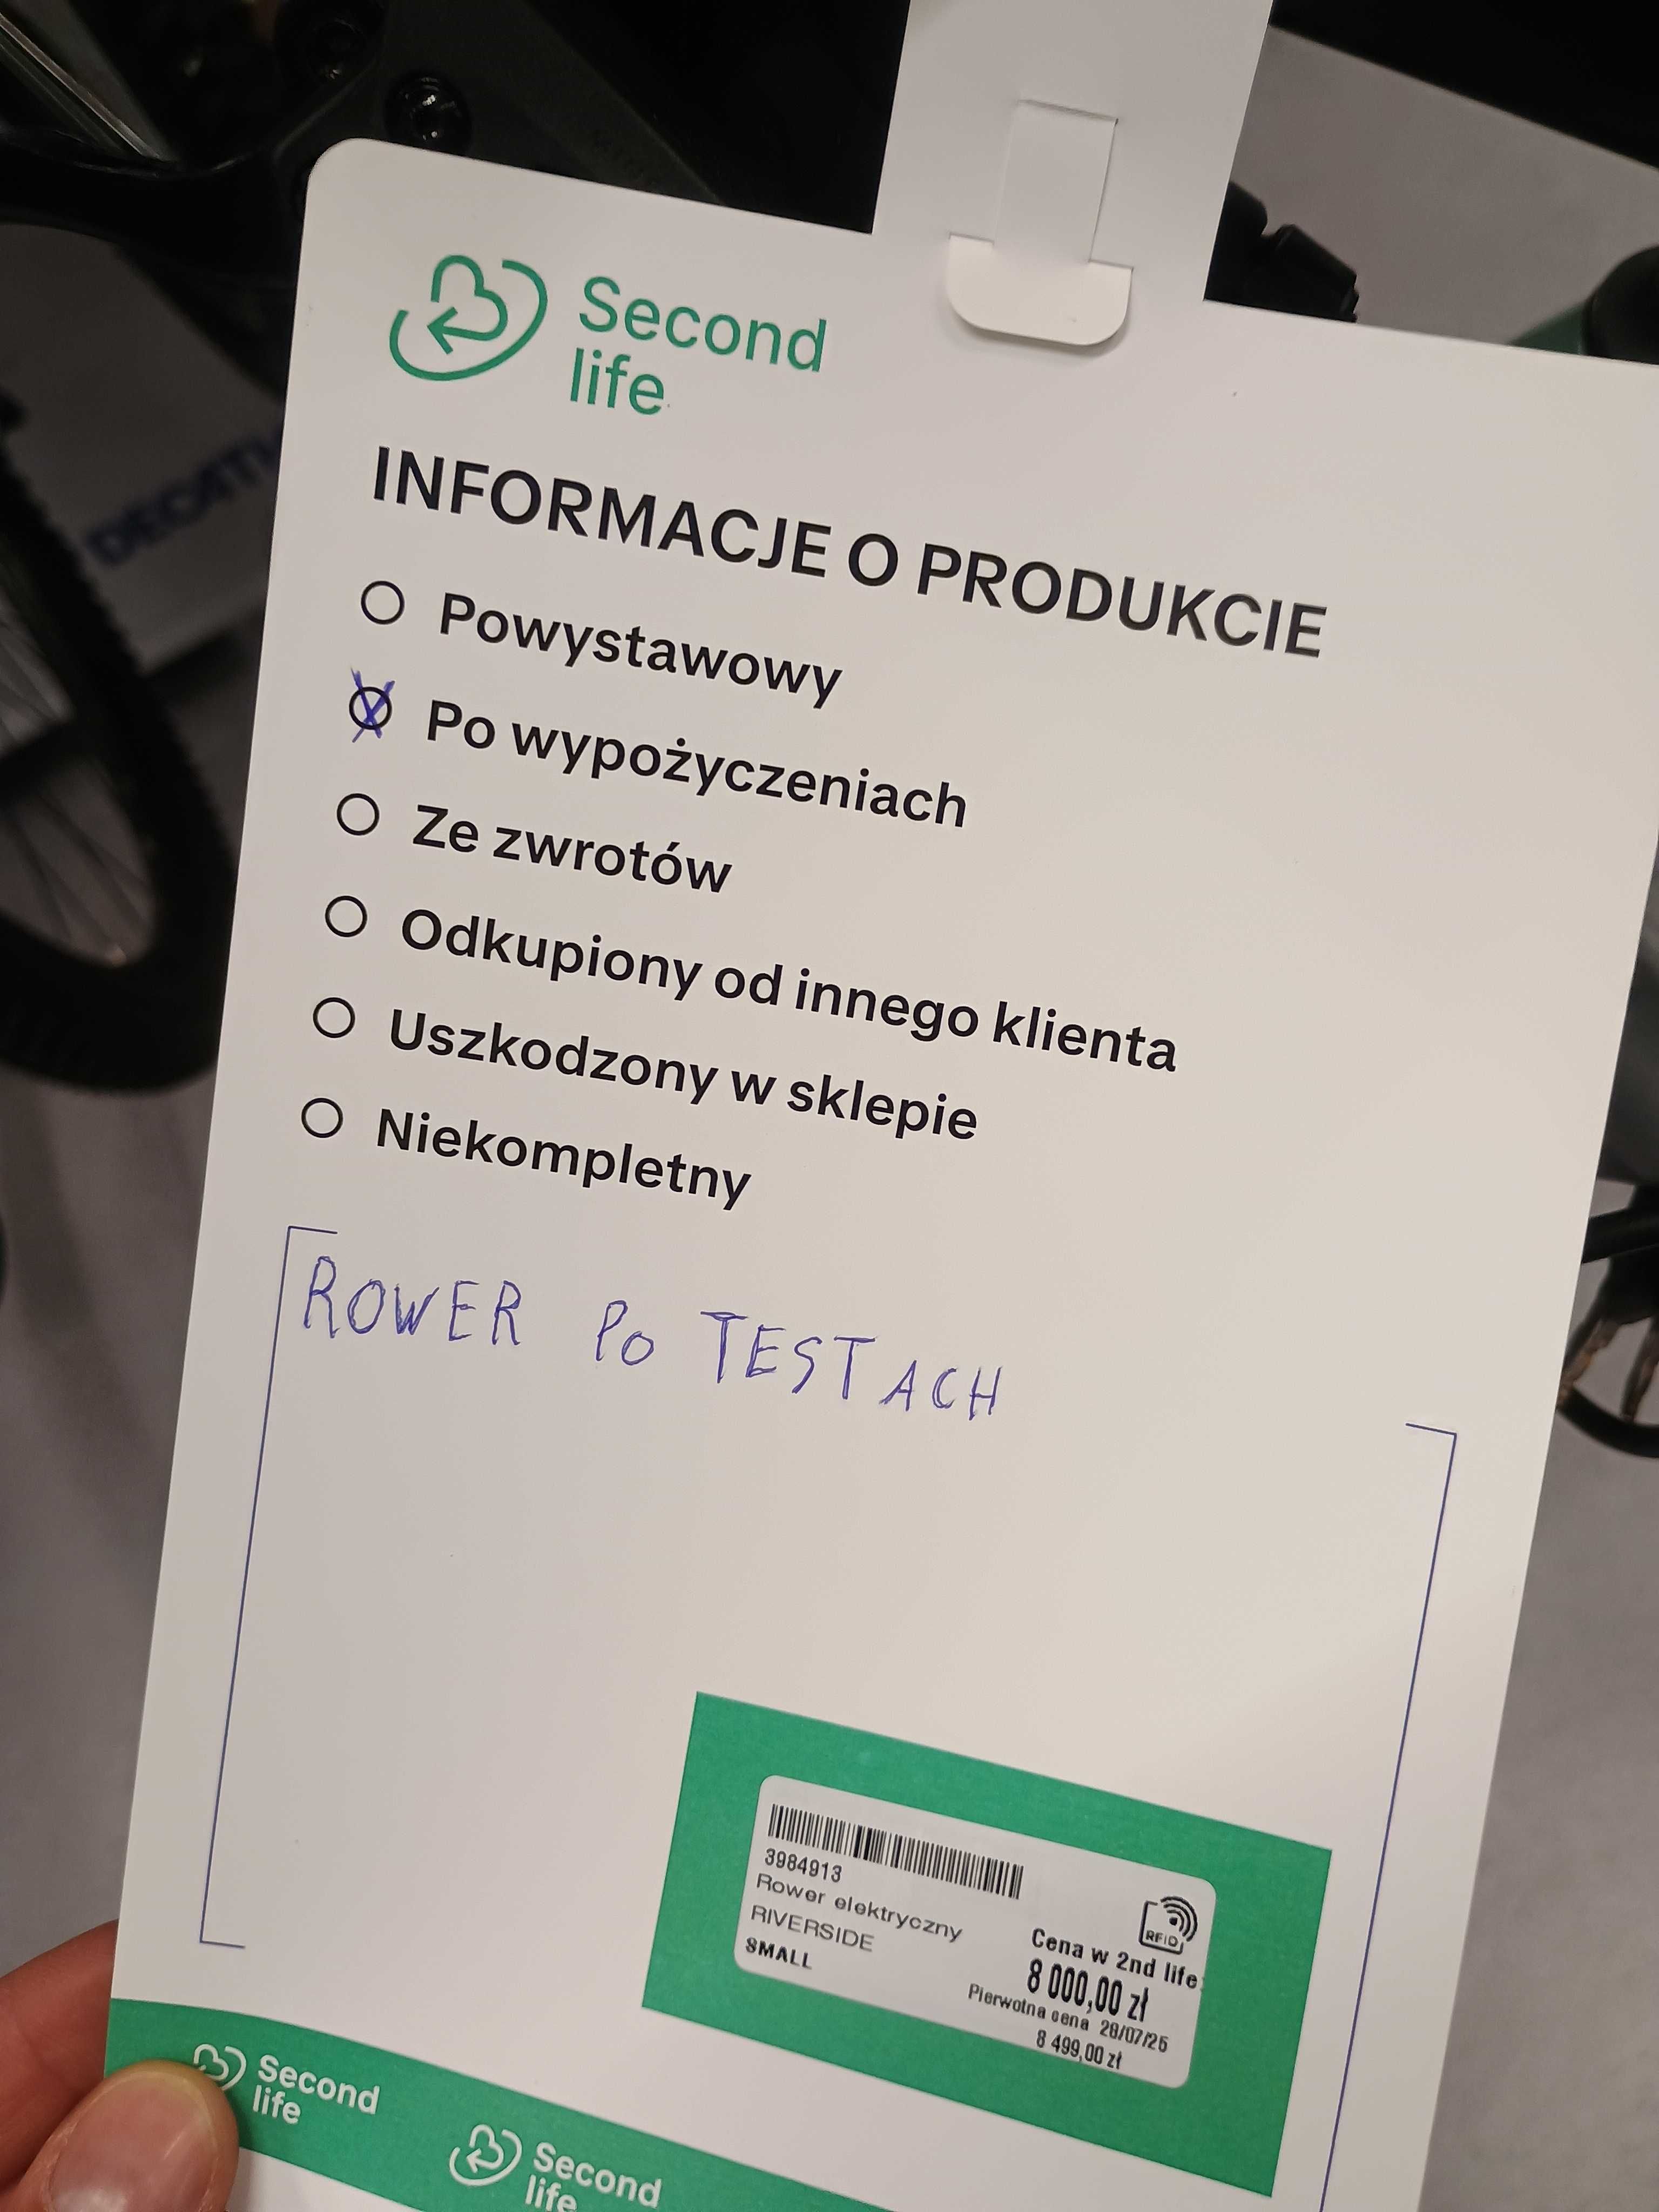 Second
life
INFORMACJE O PRODUKCIE
Powystawowy
Po wypożyczeniach
Ze zwrotów
Odkupiony od innego klienta
Uszkodzony w sklepie
Niekompletny
ROWER PO TESTACH
3984913
Rower elektryczny
RIVERSIDE
SMALL
RFID
Cena w 2nd life:
8 000,00 zł
Pierwotna cena 28/07/25
8 499,00 zł
Second
life
Second
life